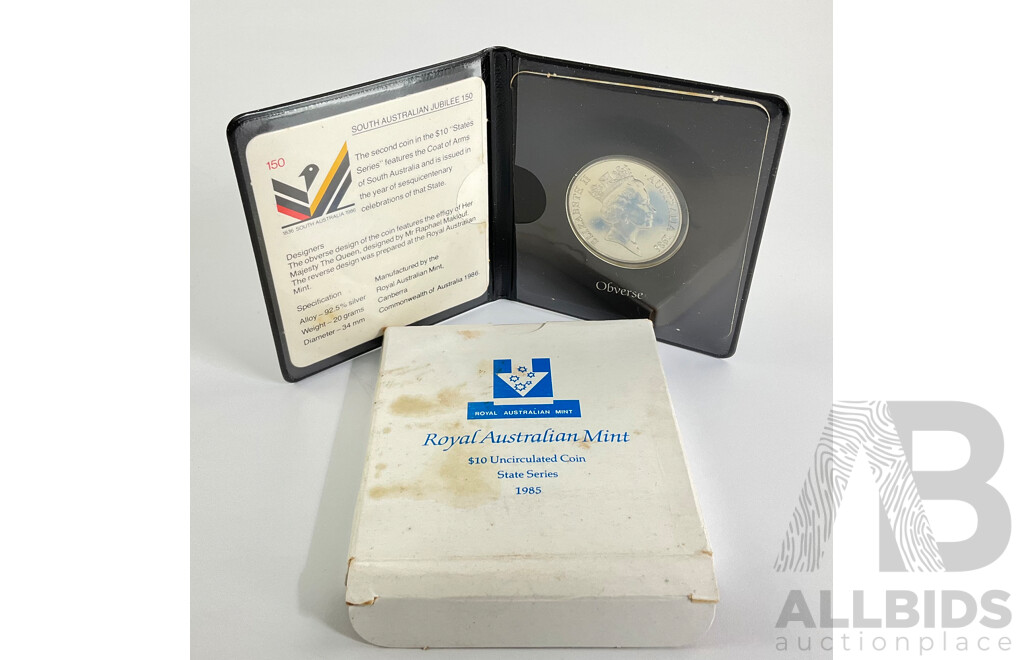 SOUTH AUSTRALIAN JUBILEE 150
150
1836 SOUTH AUSTRALIA 1986
The second coin in the $10 "States
Series" features the Coat of Arms
of South Australia and is issued in
the year of sesquicentenary
celebrations of that State.
Designers
The obverse design of the coin features the effigy of Her
Majesty The Queen, designed by Mr Raphael Maklouf.
The reverse design was prepared at the Royal Australian
Mint.
Specification
Alloy – 92.5% silver
Weight – 20 grams
Diameter – 34 mm
Manufactured by the
Royal Australian Mint,
Canberra
Commonwealth of Australia 1986.
ELIZABETH II
AUSTRALIA
Obverse
ROYAL AUSTRALIAN MINT
Royal Australian Mint
$10 Uncirculated Coin
State Series
1985
AB
ALLBIDS
auctionplace